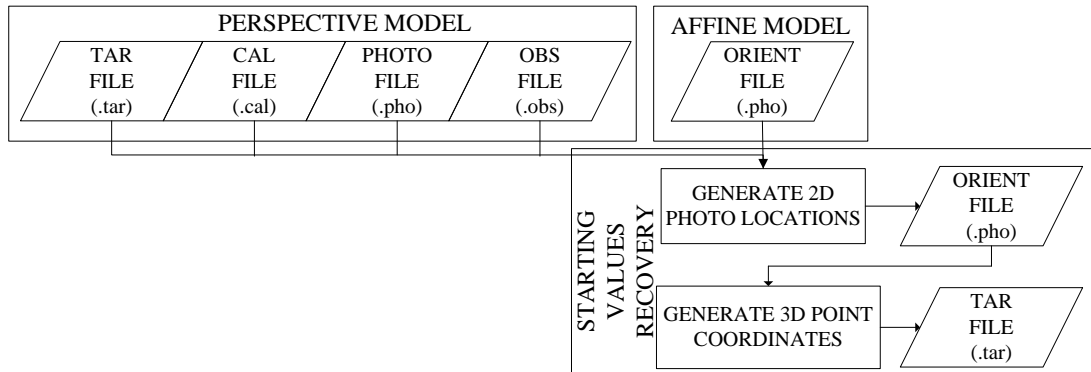 PERSPECTIVE MODEL
TAR
FILE
(.tar)
CAL
FILE
(.cal)
PHOTO
FILE
(.pho)
OBS
FILE
(.obs)
AFFINE MODEL
ORIENT
FILE
(.pho)
STARTING
VALUES
RECOVERY
GENERATE 2D
PHOTO LOCATIONS
ORIENT
FILE
(.pho)
GENERATE 3D POINT
COORDINATES
TAR
FILE
(.tar)